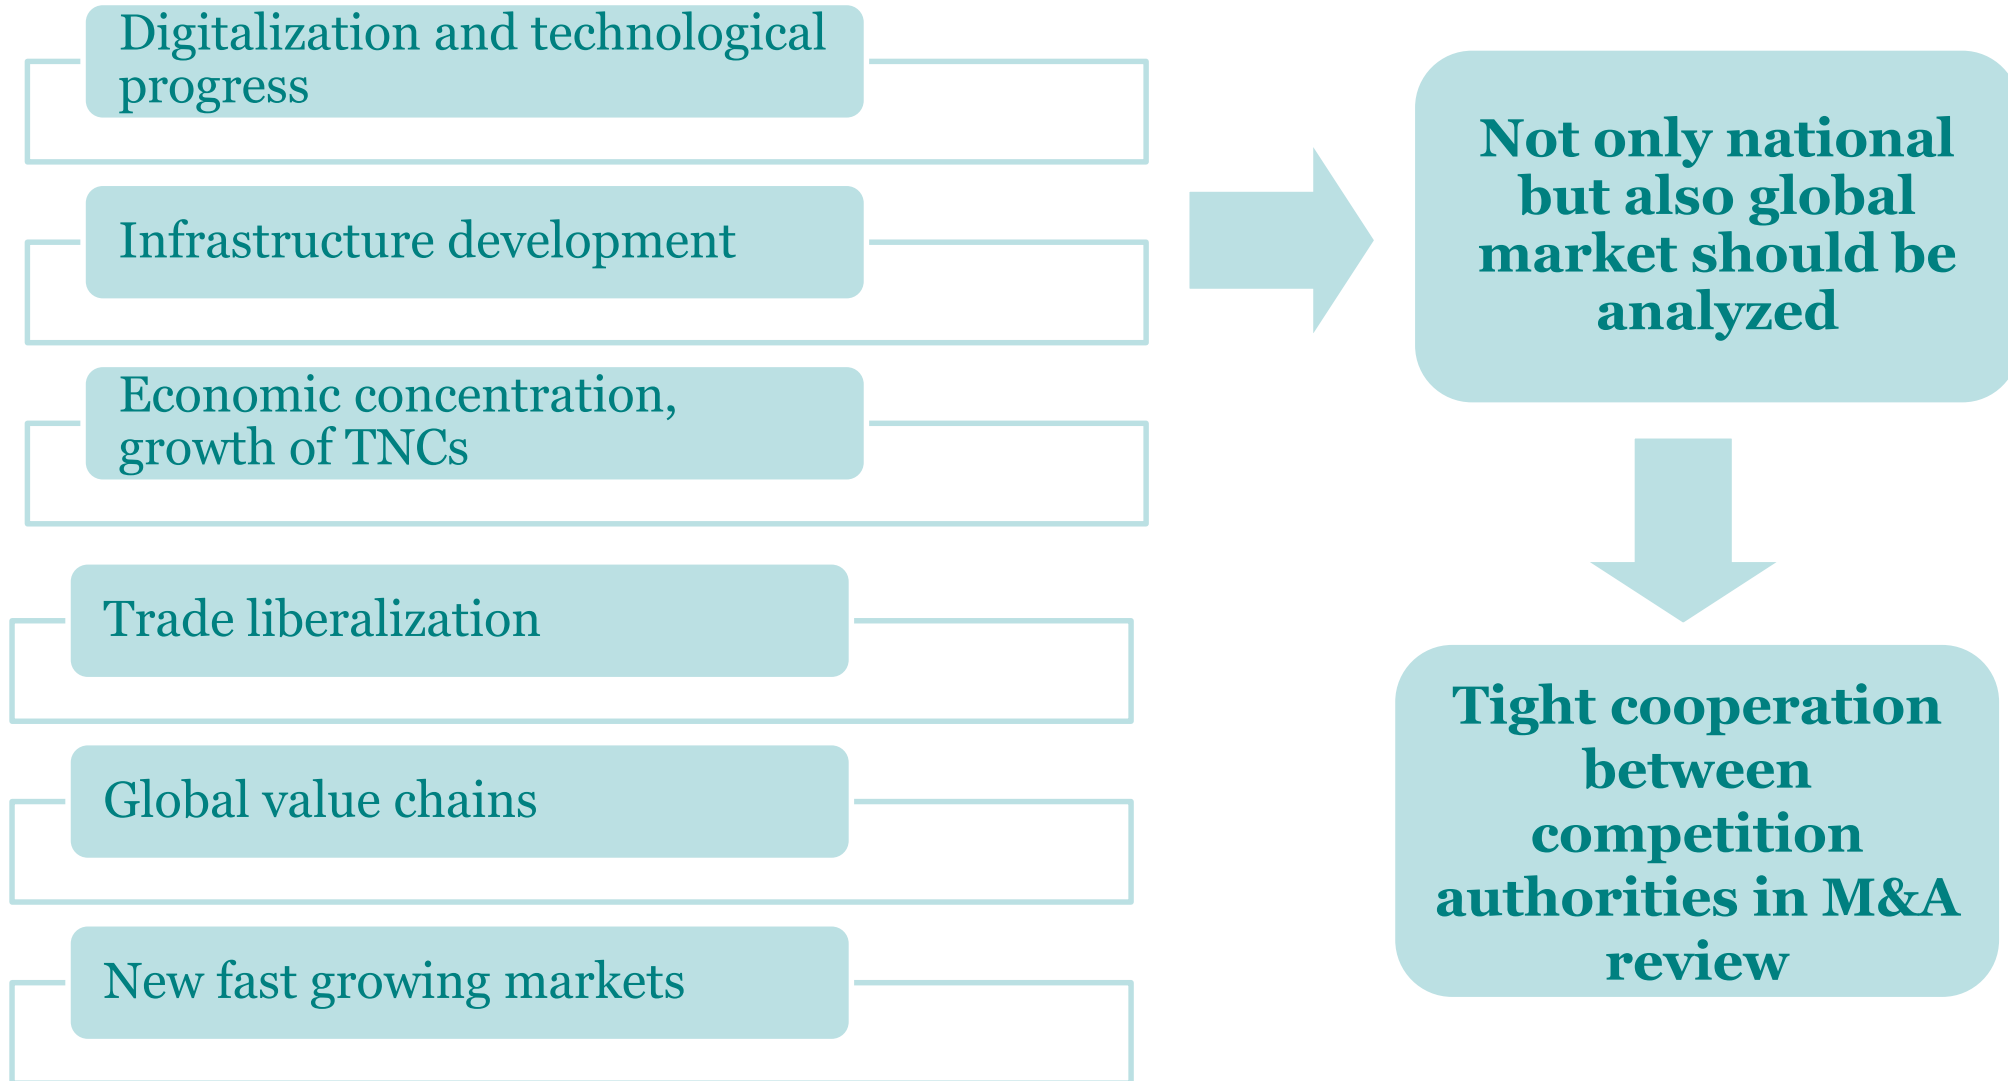 Digitalization and technological
progress
Infrastructure development
Economic concentration,
growth of TNCs
Trade liberalization
Global value chains
New fast growing markets
Not only national
but also global
market should be
analyzed
Tight cooperation
between
competition
authorities in M&A
review